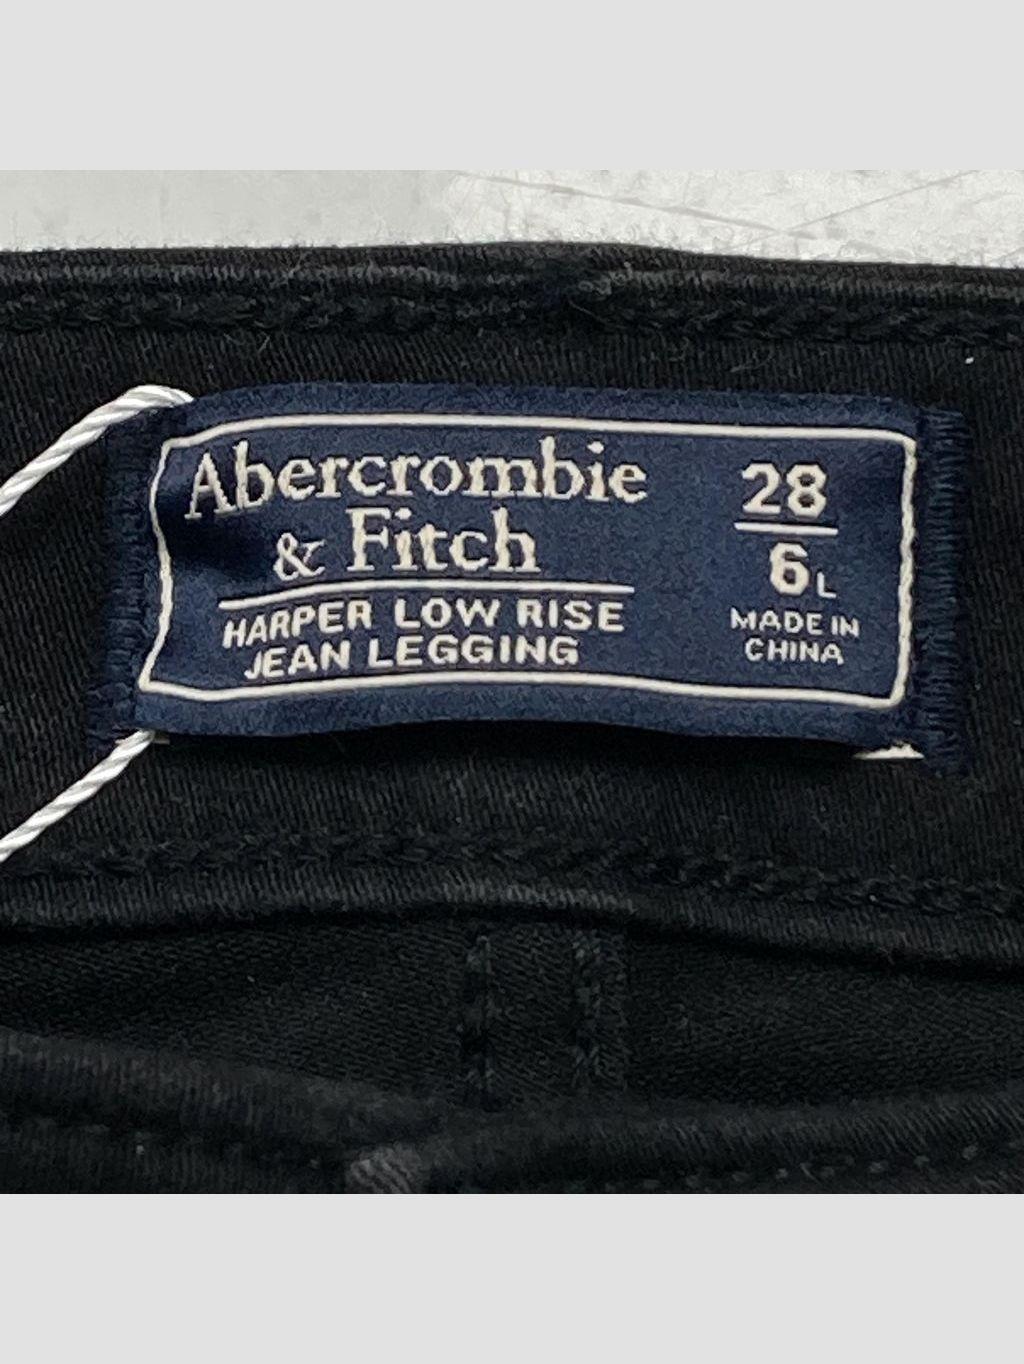 Abercrombie
& Fitch
HARPER LOW RISE
JEAN LEGGING
28
6L
MADE IN
CHINA